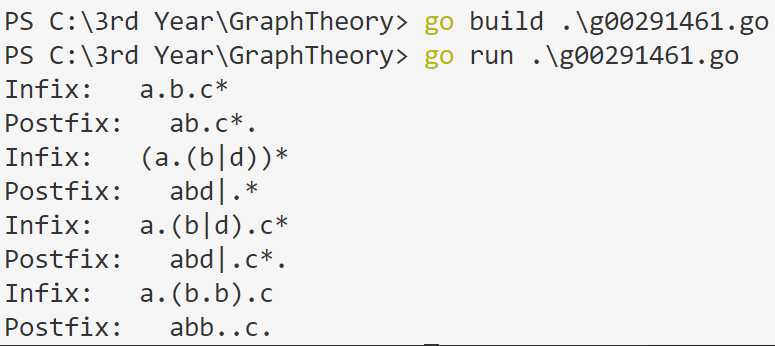 PS C:\3rd Year\GraphTheory> go build .\g00291461.go
PS C:\3rd Year\GraphTheory> go run .\g00291461.go
Infix:   a.b.c*
Postfix:   ab.c*.
Infix:   (a.(b|d))*
Postfix:   abd|.*
Infix:   a.(b|d).c*
Postfix:   abd|.c*.
Infix:   a.(b.b).c
Postfix:   abb..c.